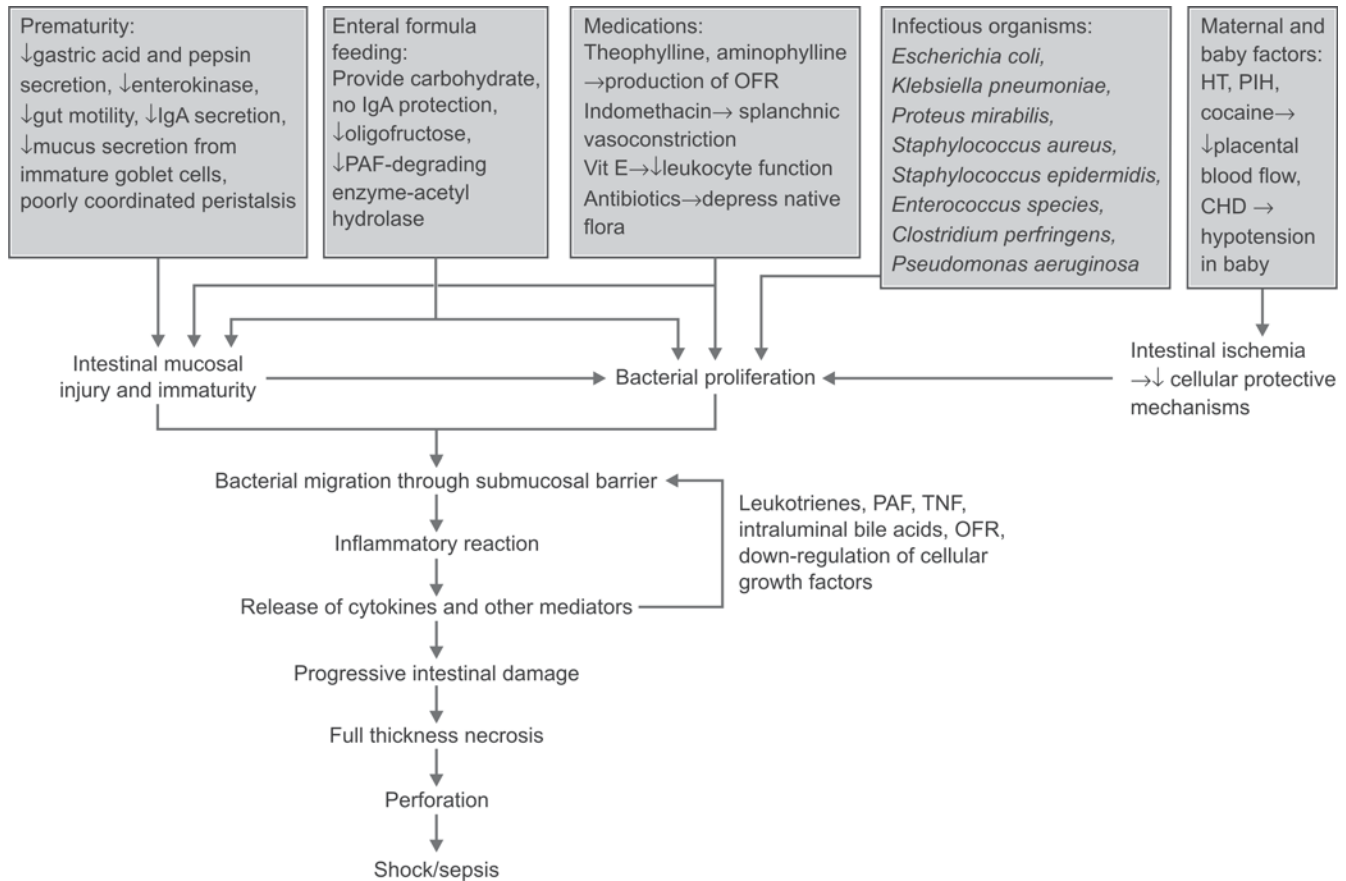 Prematurity:
↓gastric acid and pepsin
secretion, ↓enterokinase,
↓gut motility, ↓IgA secretion,
↓mucus secretion from
immature goblet cells,
poorly coordinated peristalsis
Enteral formula
feeding:
Provide carbohydrate,
no IgA protection,
↓oligofructose,
↓PAF-degrading
enzyme-acetyl
hydrolase
Medications:
Theophylline, aminophylline
→production of OFR
Indomethacin→ splanchnic
vasoconstriction
Vit E→↓leukocyte function
Antibiotics→depress native
flora
Infectious organisms:
Escherichia coli,
Klebsiella pneumoniae,
Proteus mirabilis,
Staphylococcus aureus,
Staphylococcus epidermidis,
Enterococcus species,
Clostridium perfringens,
Pseudomonas aeruginosa
Maternal and
baby factors:
HT, PIH,
cocaine→
↓placental
blood flow,
CHD →
hypotension
in baby
Intestinal mucosal
injury and immaturity
Bacterial proliferation
Intestinal ischemia
→↓ cellular protective
mechanisms
Bacterial migration through submucosal barrier
Leukotrienes, PAF, TNF,
intraluminal bile acids, OFR,
down-regulation of cellular
growth factors
Inflammatory reaction
Release of cytokines and other mediators
Progressive intestinal damage
Full thickness necrosis
Perforation
Shock/sepsis